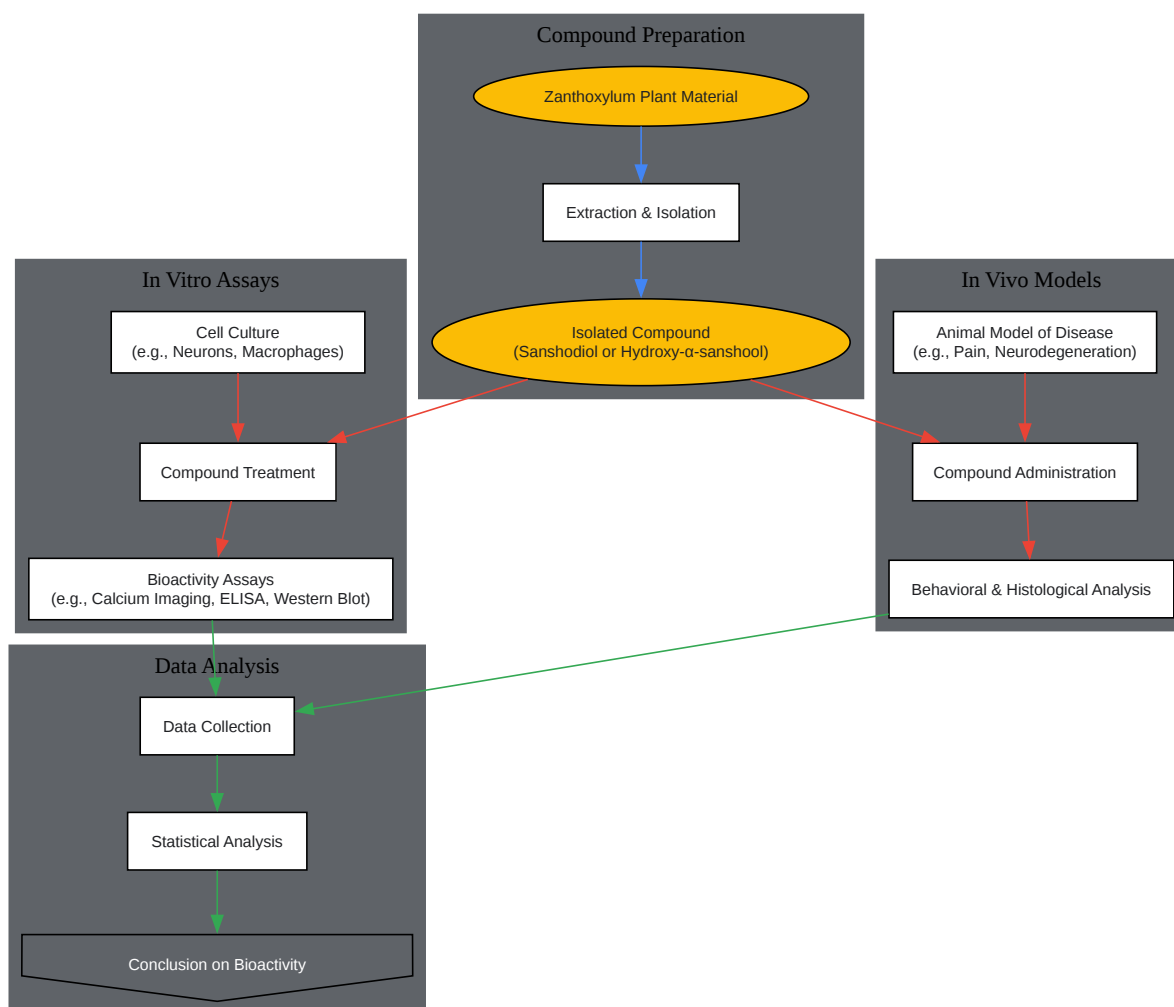 Compound Preparation
Zanthoxylum Plant Material
Extraction & Isolation
Isolated Compound
(Sanshodiol or Hydroxy-α-sanshool)
In Vitro Assays
Cell Culture
(e.g., Neurons, Macrophages)
Compound Treatment
Bioactivity Assays
(e.g., Calcium Imaging, ELISA, Western Blot)
In Vivo Models
Animal Model of Disease
(e.g., Pain, Neurodegeneration)
Compound Administration
Behavioral & Histological Analysis
Data Analysis
Data Collection
Statistical Analysis
Conclusion on Bioactivity